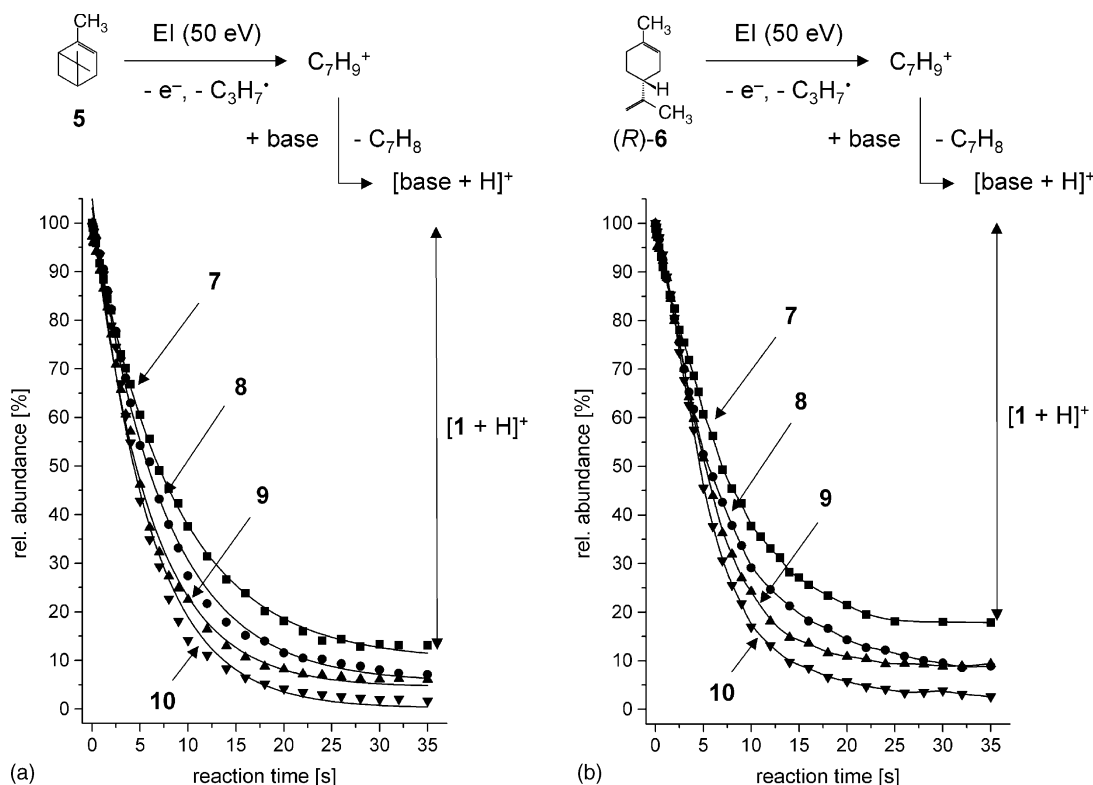 CH3
EI (50 eV)
C7H9+
- e–, - C3H7•
5
+ base
- C7H8
[base + H]+
100
90
80
70
60
50
40
30
20
10
0
rel. abundance [%]
7
8
9
10
[1 + H]+
0 5 10 15 20 25 30 35
(a)
reaction time [s]
CH3
EI (50 eV)
C7H9+
- e–, - C3H7•
H
CH3
(R)-6
+ base
- C7H8
[base + H]+
100
90
80
70
60
50
40
30
20
10
0
rel. abundance [%]
7
8
9
10
[1 + H]+
0 5 10 15 20 25 30 35
(b)
reaction time [s]